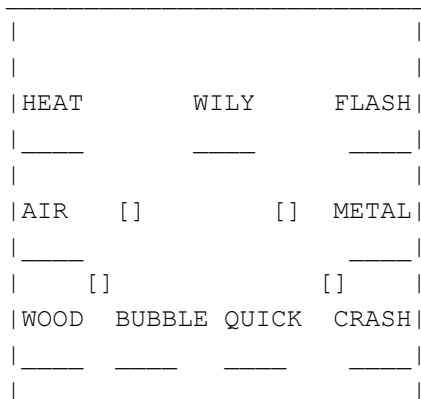 HEAT WILY FLASH
AIR [] [] METAL
[] []
WOOD BUBBLE QUICK CRASH